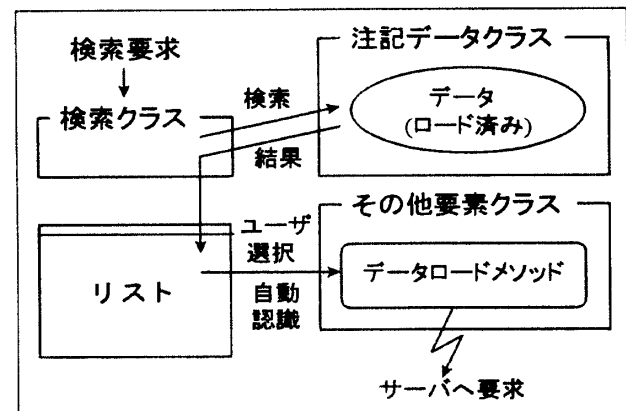 検索要求
検索クラス
検索
結果
注記データクラス
データ
(ロード済み)
リスト
ユーザ
選択
自動
認識
その他要素クラス
データロードメソッド
サーバへ要求